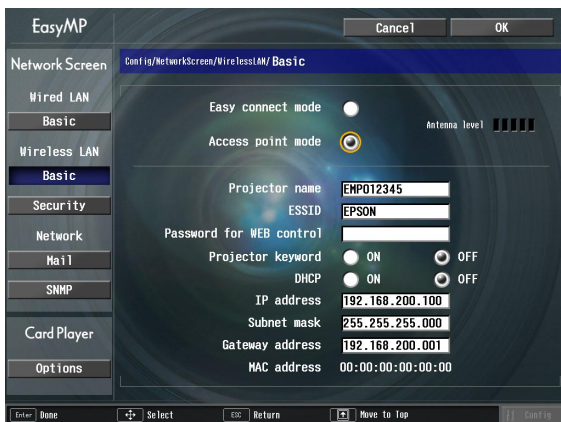 EasyMP
Cancel OK
Network Screen
Config/NetworkScreen/WirelessLAN/Basic
Wired LAN
Basic
Wireless LAN
Basic
Security
Network
Mail
SNMP
Card Player
Options
Easy connect mode
Antenna level
Access point mode
Projector name EMP012345
ESSID EPSON
Password for WEB control
Projector keyword ON OFF
DHCP ON OFF
IP address 192.168.200.100
Subnet mask 255.255.255.000
Gateway address 192.168.200.001
MAC address 00:00:00:00:00:00
Enter Done Select ESC Return Move to Top Config